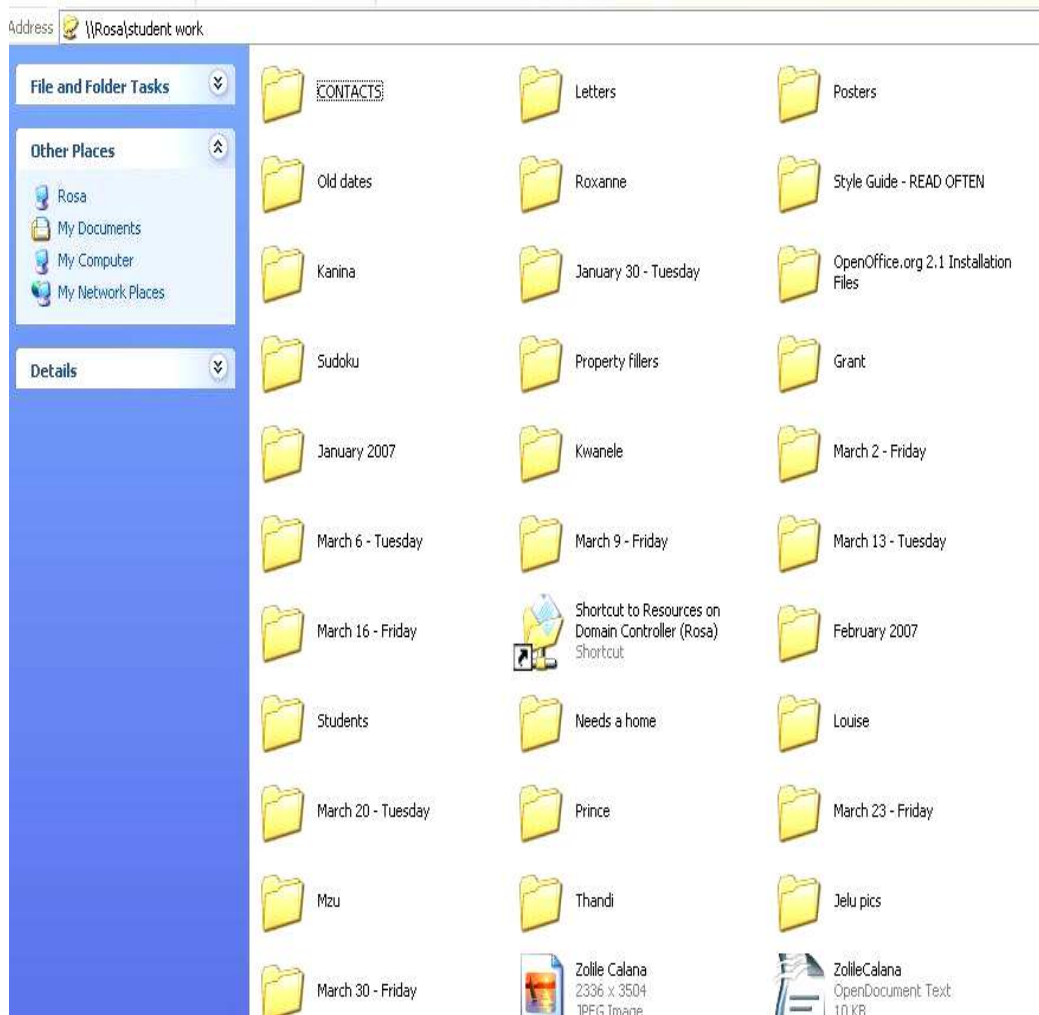 Address \\Rosa\student work
File and Folder Tasks
Other Places
Rosa
My Documents
My Computer
My Network Places
Details
CONTACTS
Letters
Posters
Old dates
Roxanne
Style Guide - READ OFTEN
Kanina
January 30 - Tuesday
OpenOffice.org 2.1 Installation
Files
Sudoku
Property fillers
Grant
January 2007
Kwanele
March 2 - Friday
March 6 - Tuesday
March 9 - Friday
March 13 - Tuesday
March 16 - Friday
Shortcut to Resources on
Domain Controller (Rosa)
Shortcut
February 2007
Students
Needs a home
Louise
March 20 - Tuesday
Prince
March 23 - Friday
Mzu
Thandi
Jelu pics
March 30 - Friday
Zolile Calana
2336 x 3504
JPEG Image
ZolileCalana
OpenDocument Text
10 KB